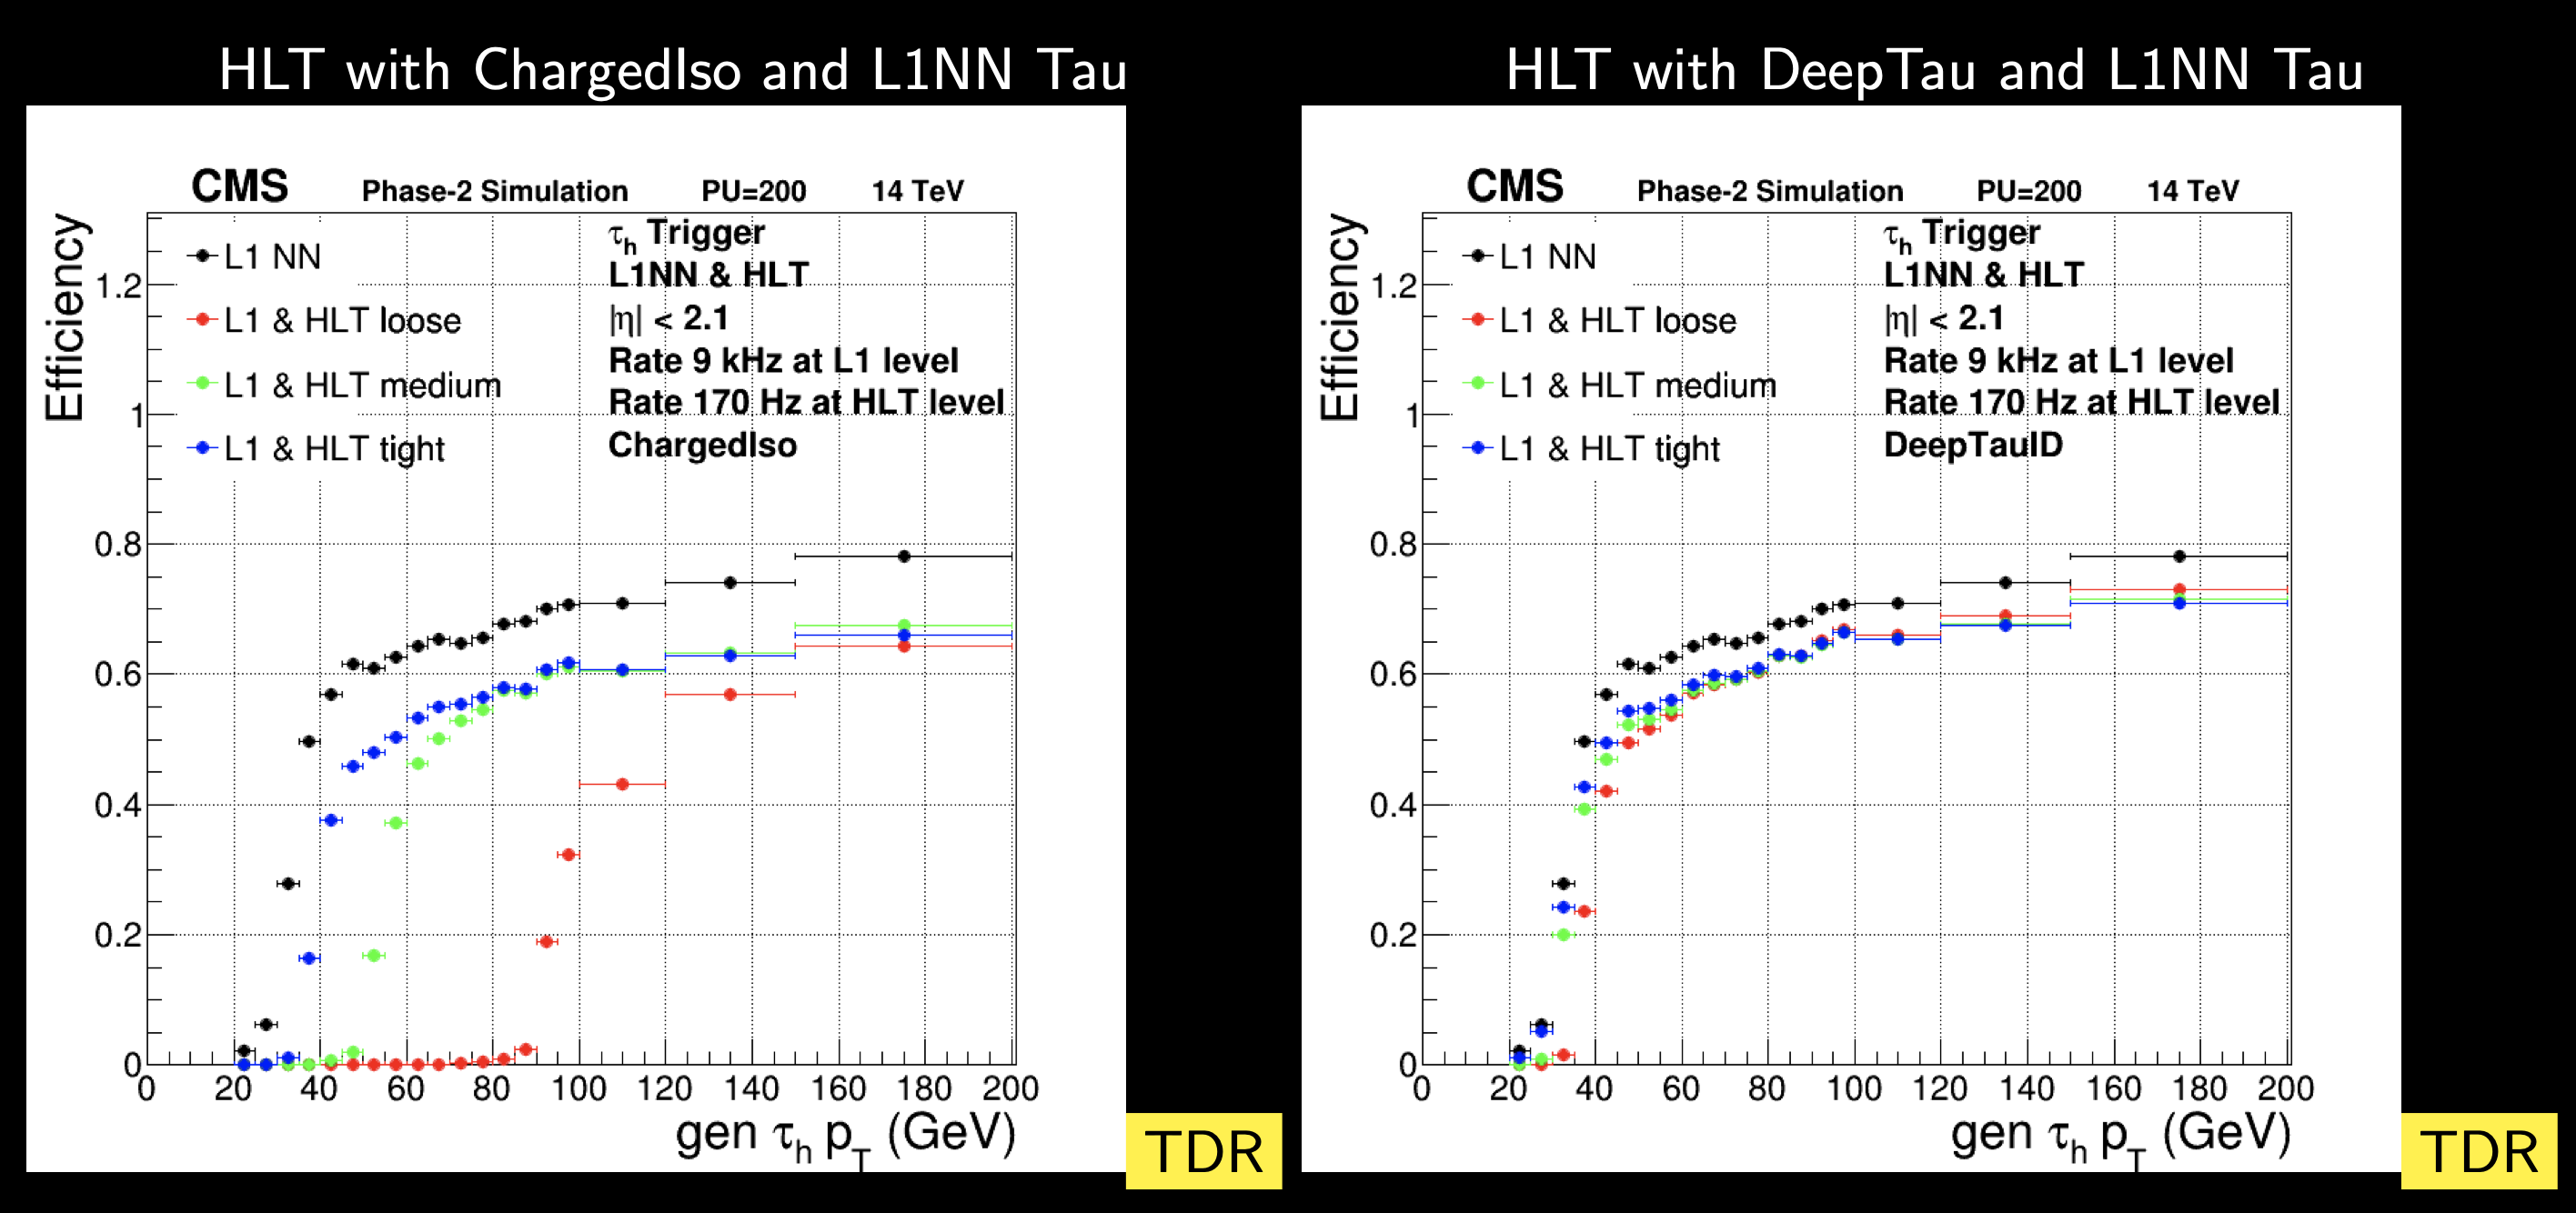 HLT with ChargedIso and L1NN Tau
CMS Phase-2 Simulation PU=200 14 TeV
Efficiency
L1 NN
L1 & HLT loose
L1 & HLT medium
L1 & HLT tight
τh Trigger
L1NN & HLT
|η| < 2.1
Rate 9 kHz at L1 level
Rate 170 Hz at HLT level
ChargedIso
1.2
1
0.8
0.6
0.4
0.2
0
0 20 40 60 80 100 120 140 160 180 200
gen τh pT (GeV)
TDR
HLT with DeepTau and L1NN Tau
CMS Phase-2 Simulation PU=200 14 TeV
Efficiency
L1 NN
L1 & HLT loose
L1 & HLT medium
L1 & HLT tight
τh Trigger
L1NN & HLT
|η| < 2.1
Rate 9 kHz at L1 level
Rate 170 Hz at HLT level
DeepTauID
1.2
1
0.8
0.6
0.4
0.2
0
0 20 40 60 80 100 120 140 160 180 200
gen τh pT (GeV)
TDR